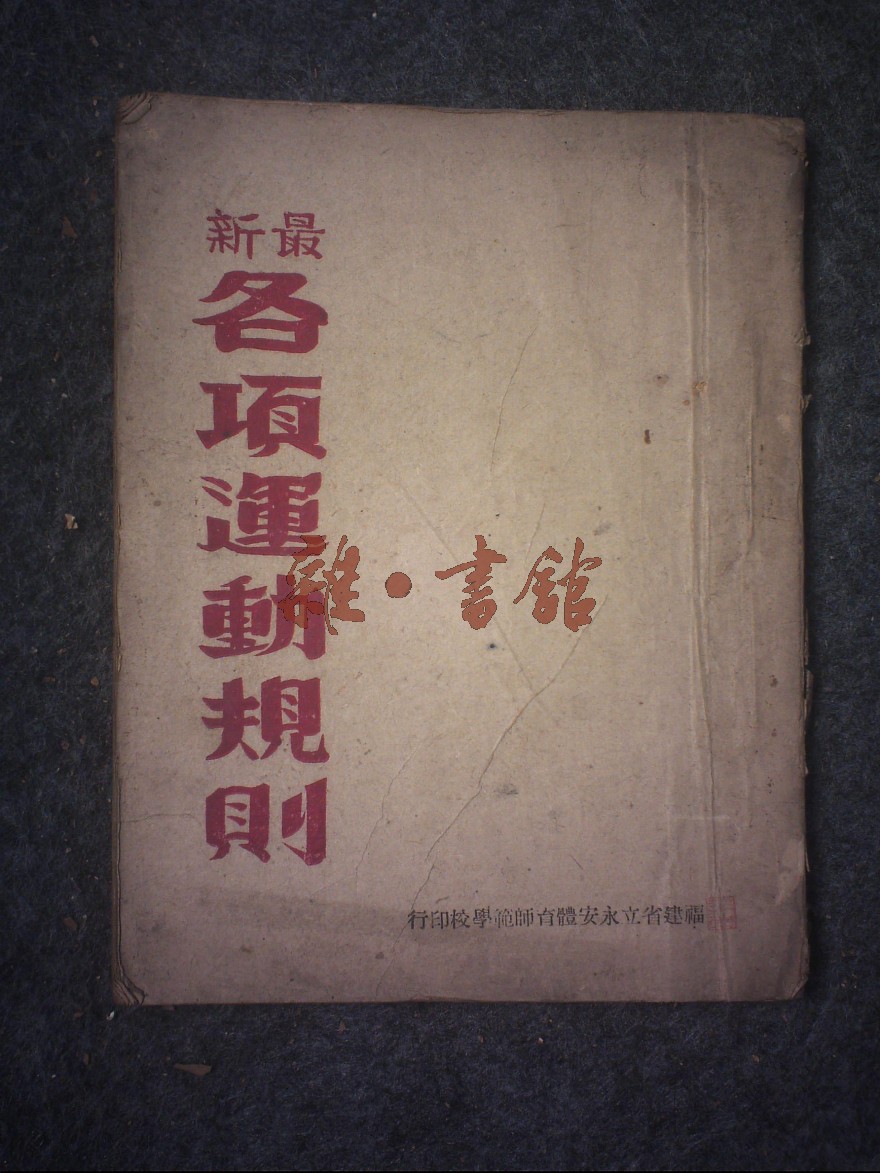 最新
各項運動規則
雜·書館
福建省立永安體育師範學校印行